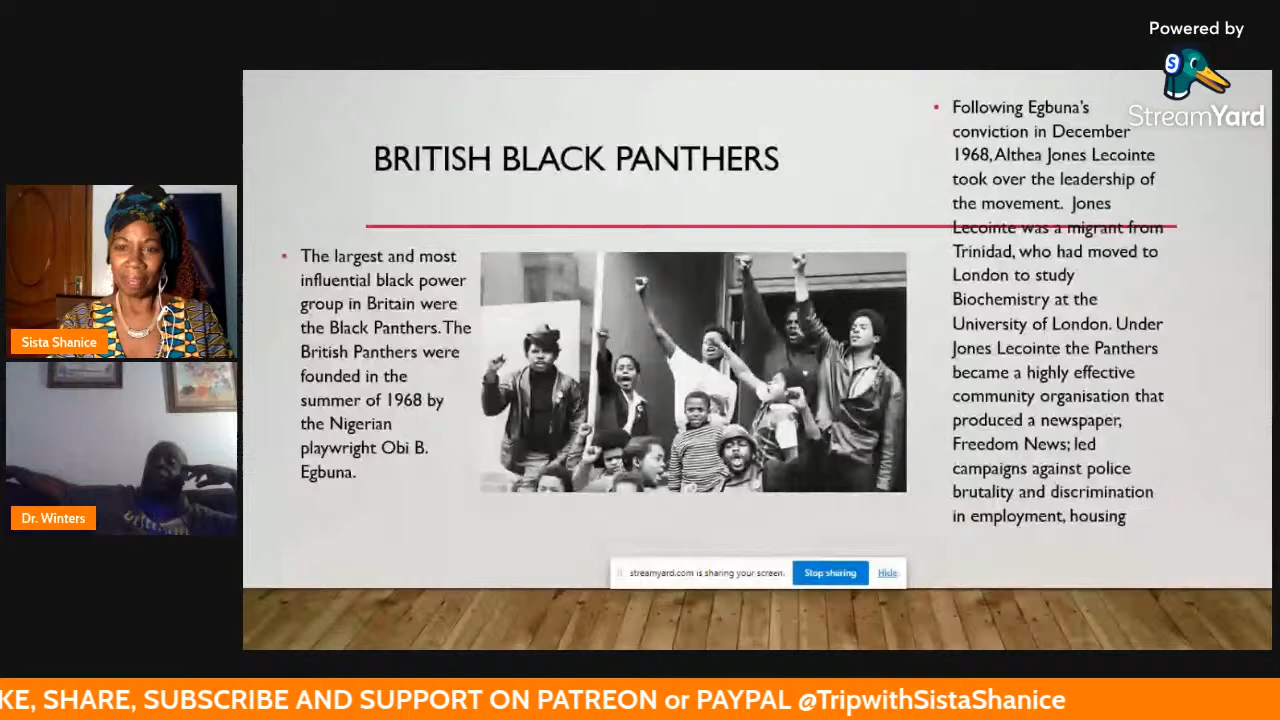 Powered by
StreamYard
BRITISH BLACK PANTHERS
The largest and most
influential black power
group in Britain were
the Black Panthers. The
British Panthers were
founded in the
summer of 1968 by
the Nigerian
playwright Obi B.
Egbuna.
Following Egbuna's
conviction in December
1968, Althea Jones Lecointe
took over the leadership of
the movement. Jones
Lecointe was a migrant from
Trinidad, who had moved to
London to study
Biochemistry at the
University of London. Under
Jones Lecointe the Panthers
became a highly effective
community organisation that
produced a newspaper,
Freedom News; led
campaigns against police
brutality and discrimination
in employment, housing
Sista Shanice
Dr. Winters
streamyard.com is sharing your screen.
Stop sharing
Hide
KE, SHARE, SUBSCRIBE AND SUPPORT ON PATREON or PAYPAL @TripwithSistaShanice